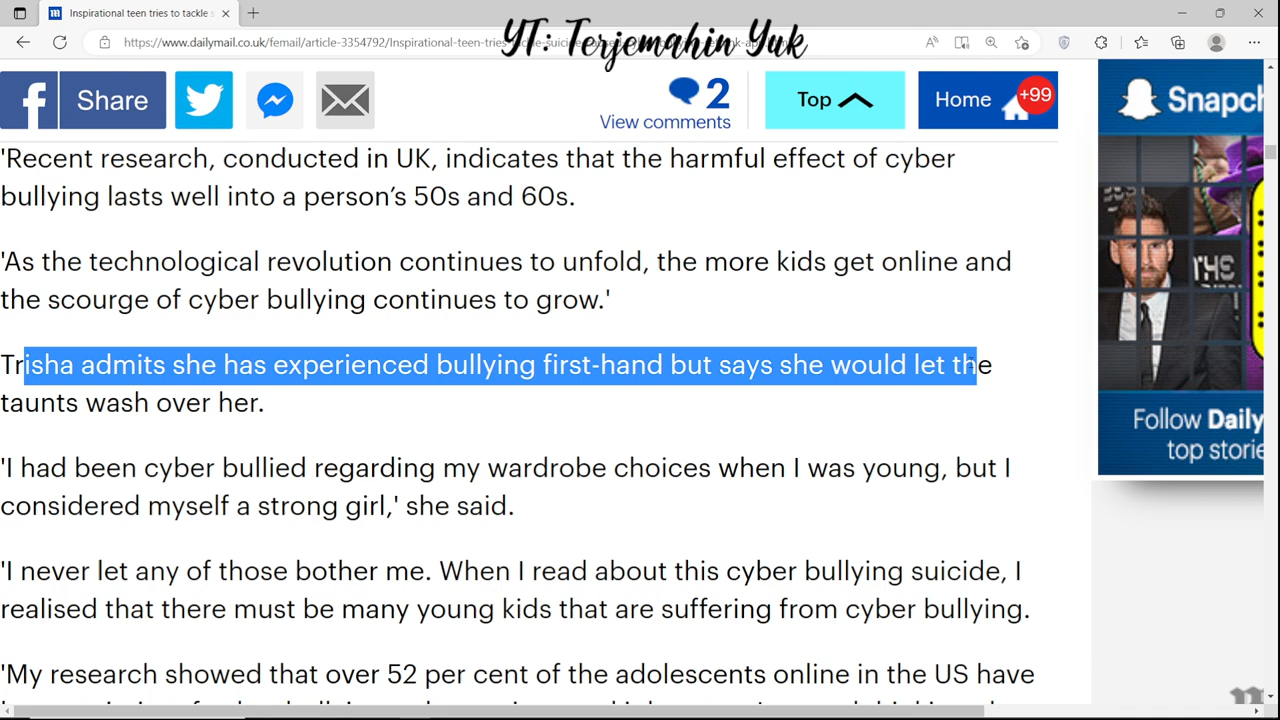 Inspirational teen tries to tackle s
YT: Terjemahin Yuk
https://www.dailymail.co.uk/femail/article-3354792/Inspirational-teen-tries-
Share
2
View comments
Top
Home
+99
Snapch
'Recent research, conducted in UK, indicates that the harmful effect of cyber
bullying lasts well into a person's 50s and 60s.
'As the technological revolution continues to unfold, the more kids get online and
the scourge of cyber bullying continues to grow.'
Trisha admits she has experienced bullying first-hand but says she would let the
taunts wash over her.
'I had been cyber bullied regarding my wardrobe choices when I was young, but I
considered myself a strong girl,' she said.
'I never let any of those bother me. When I read about this cyber bullying suicide, I
realised that there must be many young kids that are suffering from cyber bullying.
'My research showed that over 52 per cent of the adolescents online in the US have
Follow Daily
top storie